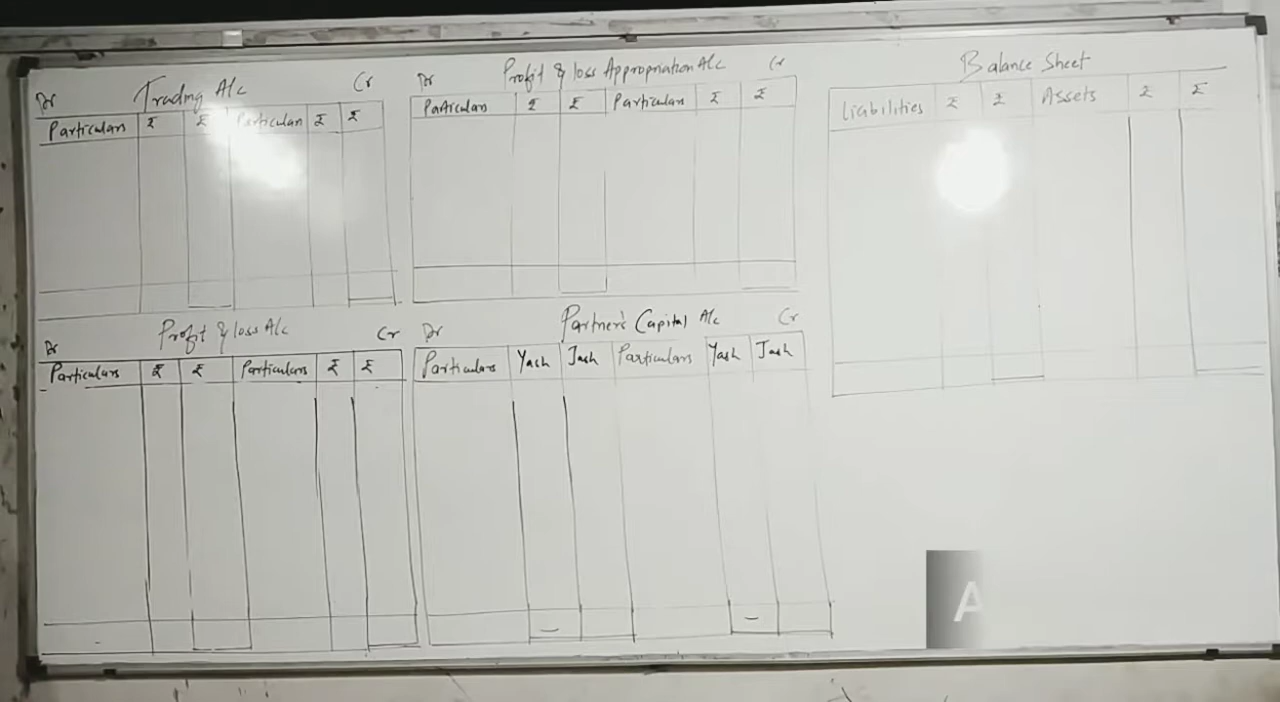 Dr Trading A/c Cr
Particulars ₹ ₹ Particulars ₹ ₹
Dr Profit & loss Appropriation A/c Cr
Particulars ₹ ₹ Particulars ₹ ₹
Balance Sheet
Liabilities ₹ ₹ Assets ₹ ₹
Dr Profit & loss A/c Cr
Particulars ₹ ₹ Particulars ₹ ₹
Dr Partner's Capital A/c Cr
Particulars Yash Jash Particulars Yash Jash
A